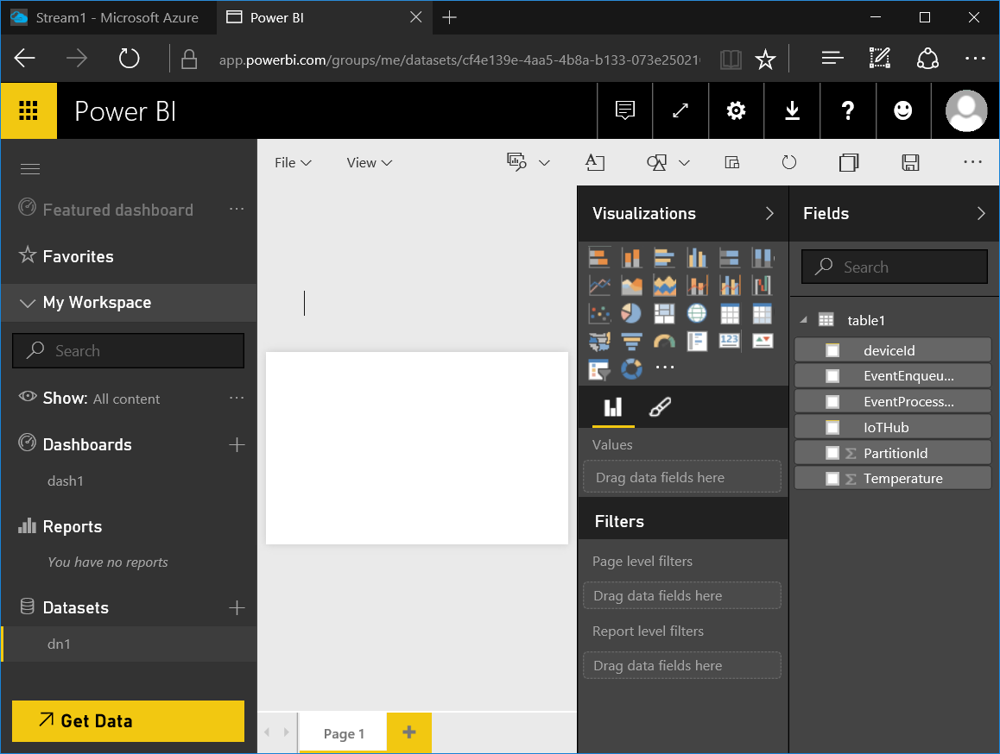 Stream1 - Microsoft Azure
Power BI
app.powerbi.com/groups/me/datasets/cf4e139e-4aa5-4b8a-b133-073e25021
Power BI
File
View
Featured dashboard
Favorites
My Workspace
Search
Show: All content
Dashboards
dash1
Reports
You have no reports
Datasets
dn1
Get Data
Page 1
Visualizations
123
Values
Drag data fields here
Filters
Page level filters
Drag data fields here
Report level filters
Drag data fields here
Fields
Search
table1
deviceId
EventEnqueu...
EventProcess...
IoTHub
Σ PartitionId
Σ Temperature